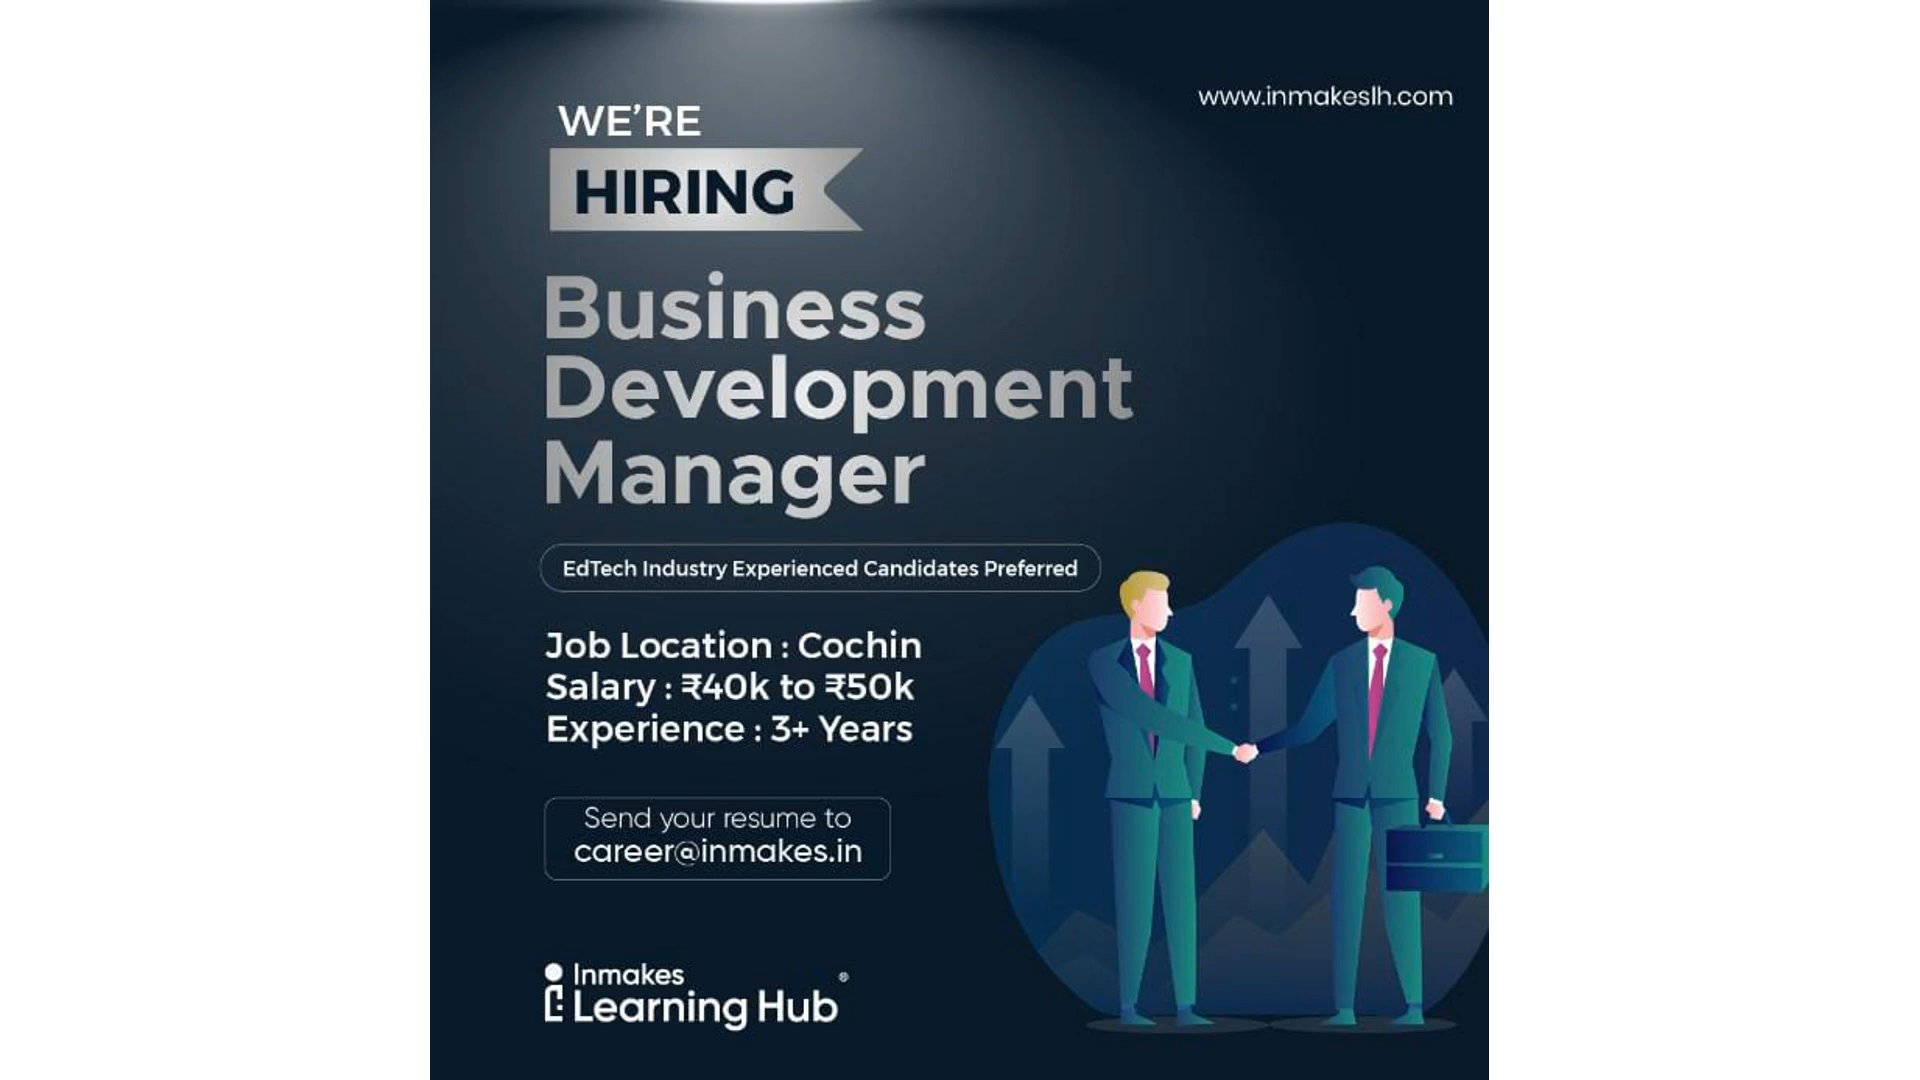 www.inmakeslh.com
WE'RE
HIRING
Business
Development
Manager
EdTech Industry Experienced Candidates Preferred
Job Location : Cochin
Salary : ₹40k to ₹50k
Experience : 3+ Years
Send your resume to
career@inmakes.in
Inmakes
Learning Hub®